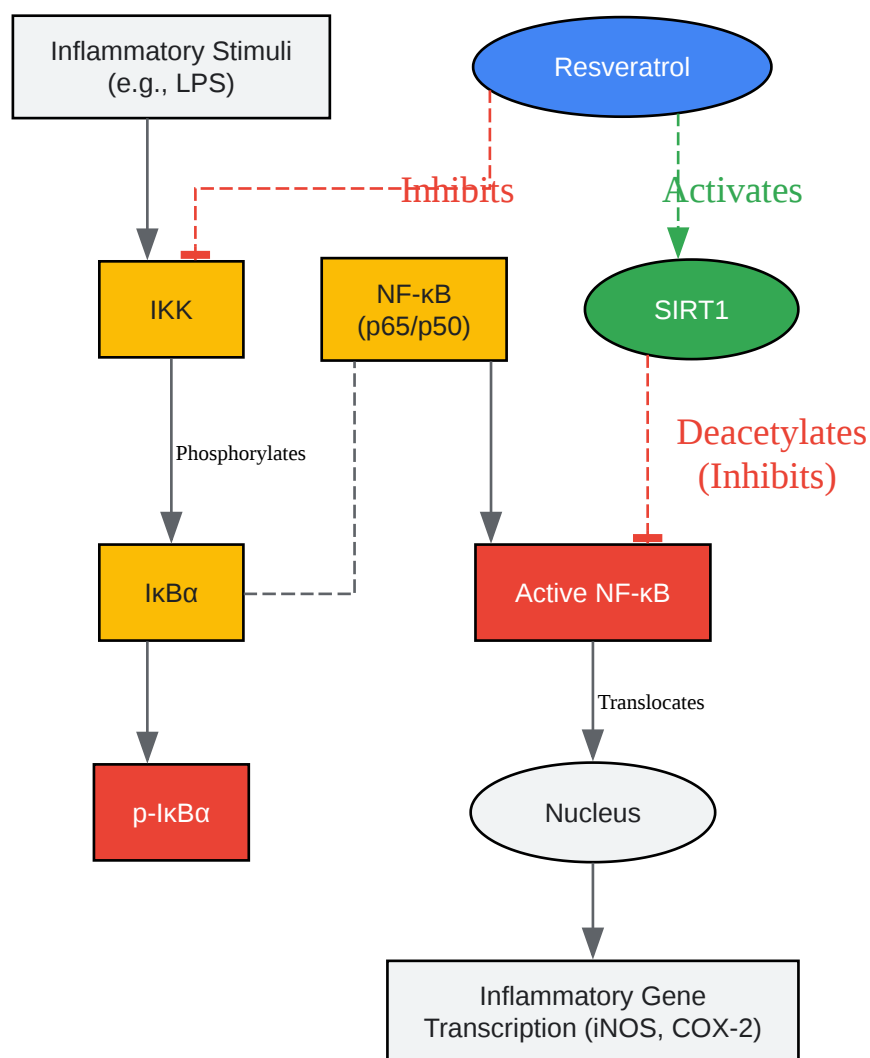 Inflammatory Stimuli
(e.g., LPS)
Resveratrol
Inhibits
Activates
IKK
NF-κB
(p65/p50)
SIRT1
Phosphorylates
Deacetylates
(Inhibits)
IκBα
Active NF-κB
Translocates
p-IκBα
Nucleus
Inflammatory Gene
Transcription (iNOS, COX-2)